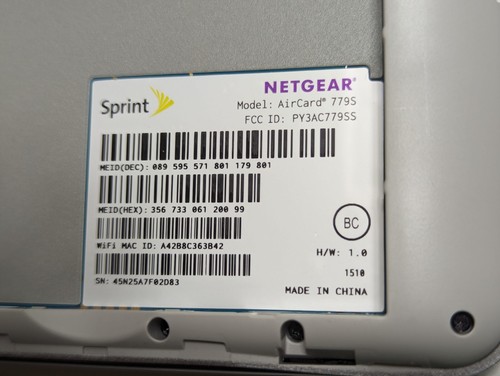 Sprint
NETGEAR®
Model: AirCard® 779S
FCC ID: PY3AC779SS
MEID(DEC): 089 595 571 801 179 801
MEID(HEX): 356 733 061 200 99
WiFi MAC ID: A42B8C363B42
SN: 45N25A7F02D83
BC
H/W: 1.0
1510
MADE IN CHINA